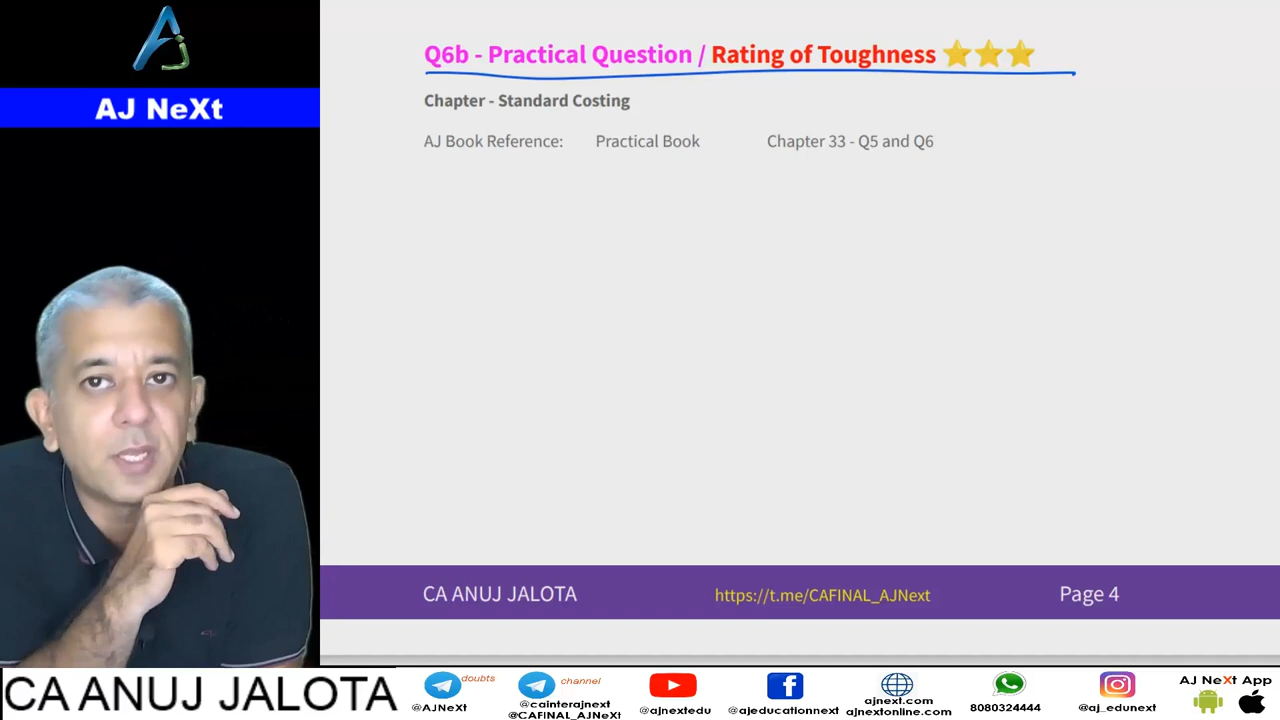 AJ
AJ NeXt
Q6b - Practical Question / Rating of Toughness
Chapter - Standard Costing
AJ Book Reference: Practical Book Chapter 33 - Q5 and Q6
CA ANUJ JALOTA https://t.me/CAFINAL_AJNext Page 4
CA ANUJ JALOTA
doubts
@AJNeXt
channel
@cainterajnext
@CAFINAL_AJNeXt
@ajnextedu
@ajeducationnext
ajnext.com
ajnextonline.com
8080324444
@aj_edunext
AJ NeXt App